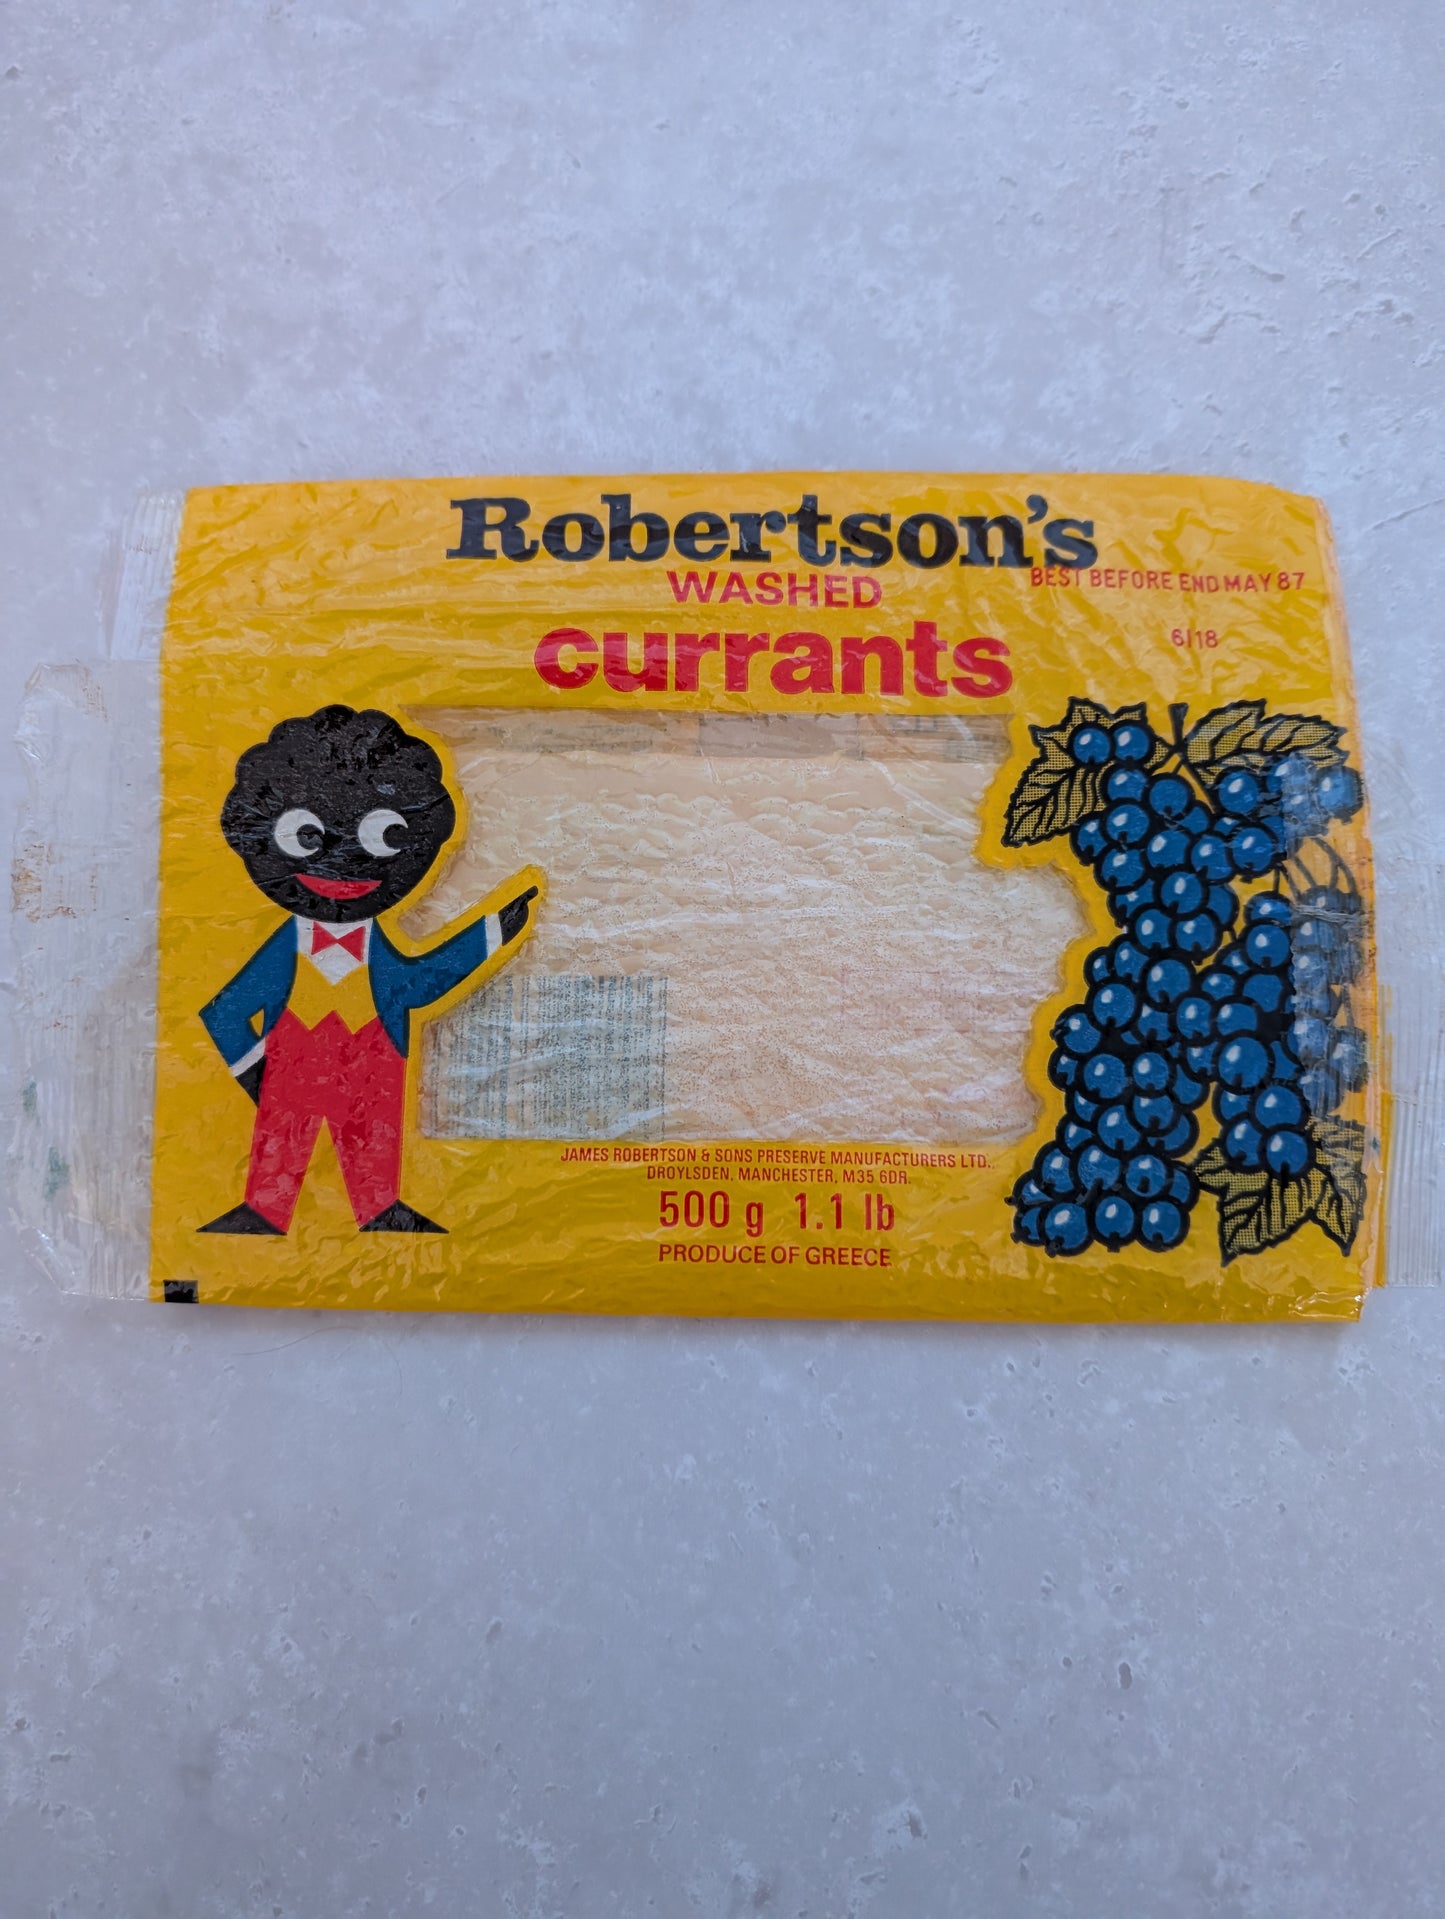 Robertson's
WASHED
BEST BEFORE END MAY 87
currants
6/18
JAMES ROBERTSON & SONS PRESERVE MANUFACTURERS LTD.
DROYLSDEN, MANCHESTER, M35 6DR.
500 g 1.1 lb
PRODUCE OF GREECE